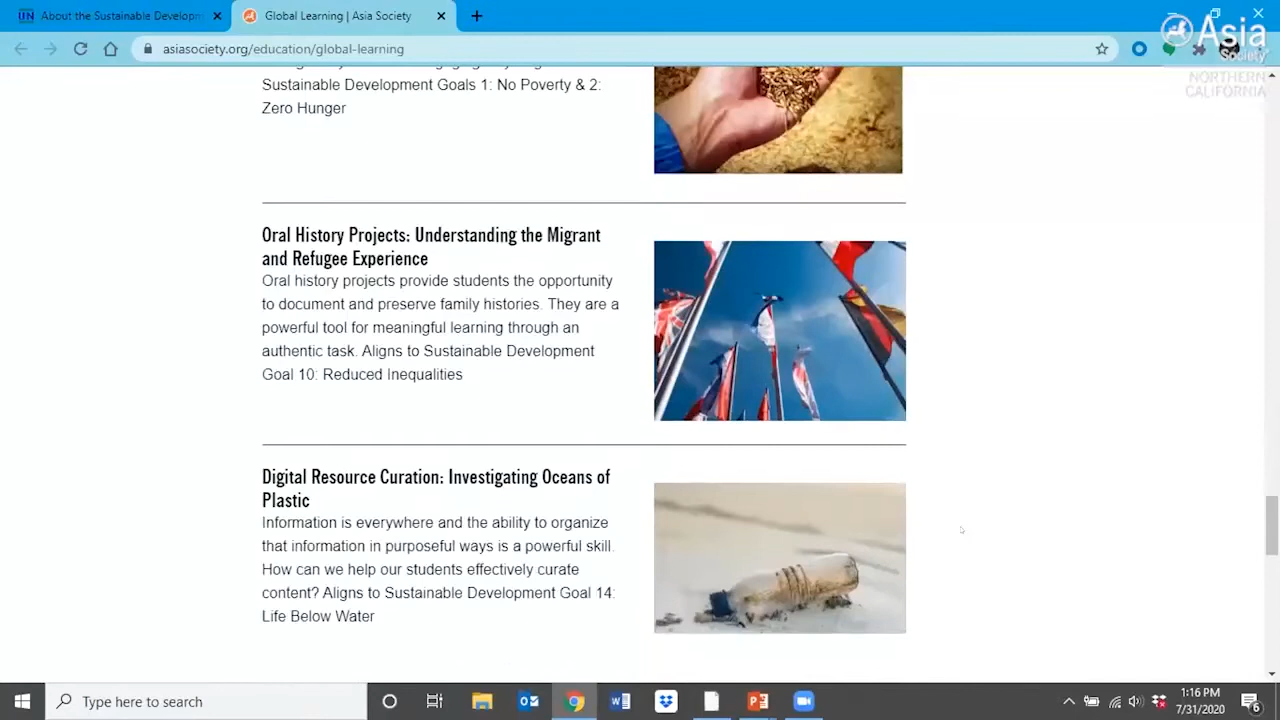 About the Sustainable Developm
Global Learning | Asia Society
asiasociety.org/education/global-learning
Asia
Society
NORTHERN
CALIFORNIA
Sustainable Development Goals 1: No Poverty & 2:
Zero Hunger
Oral History Projects: Understanding the Migrant
and Refugee Experience
Oral history projects provide students the opportunity
to document and preserve family histories. They are a
powerful tool for meaningful learning through an
authentic task. Aligns to Sustainable Development
Goal 10: Reduced Inequalities
Digital Resource Curation: Investigating Oceans of
Plastic
Information is everywhere and the ability to organize
that information in purposeful ways is a powerful skill.
How can we help our students effectively curate
content? Aligns to Sustainable Development Goal 14:
Life Below Water
Type here to search
1:16 PM
7/31/2020
6